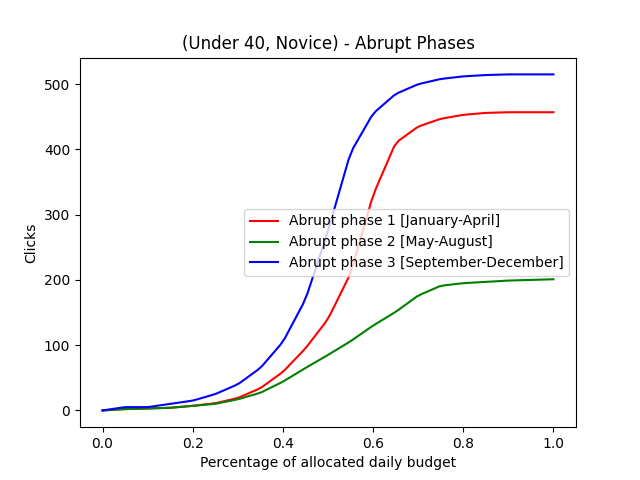 (Under 40, Novice) - Abrupt Phases
500
400
300
200
100
0
Clicks
Abrupt phase 1 [January-April]
Abrupt phase 2 [May-August]
Abrupt phase 3 [September-December]
0.0 0.2 0.4 0.6 0.8 1.0
Percentage of allocated daily budget